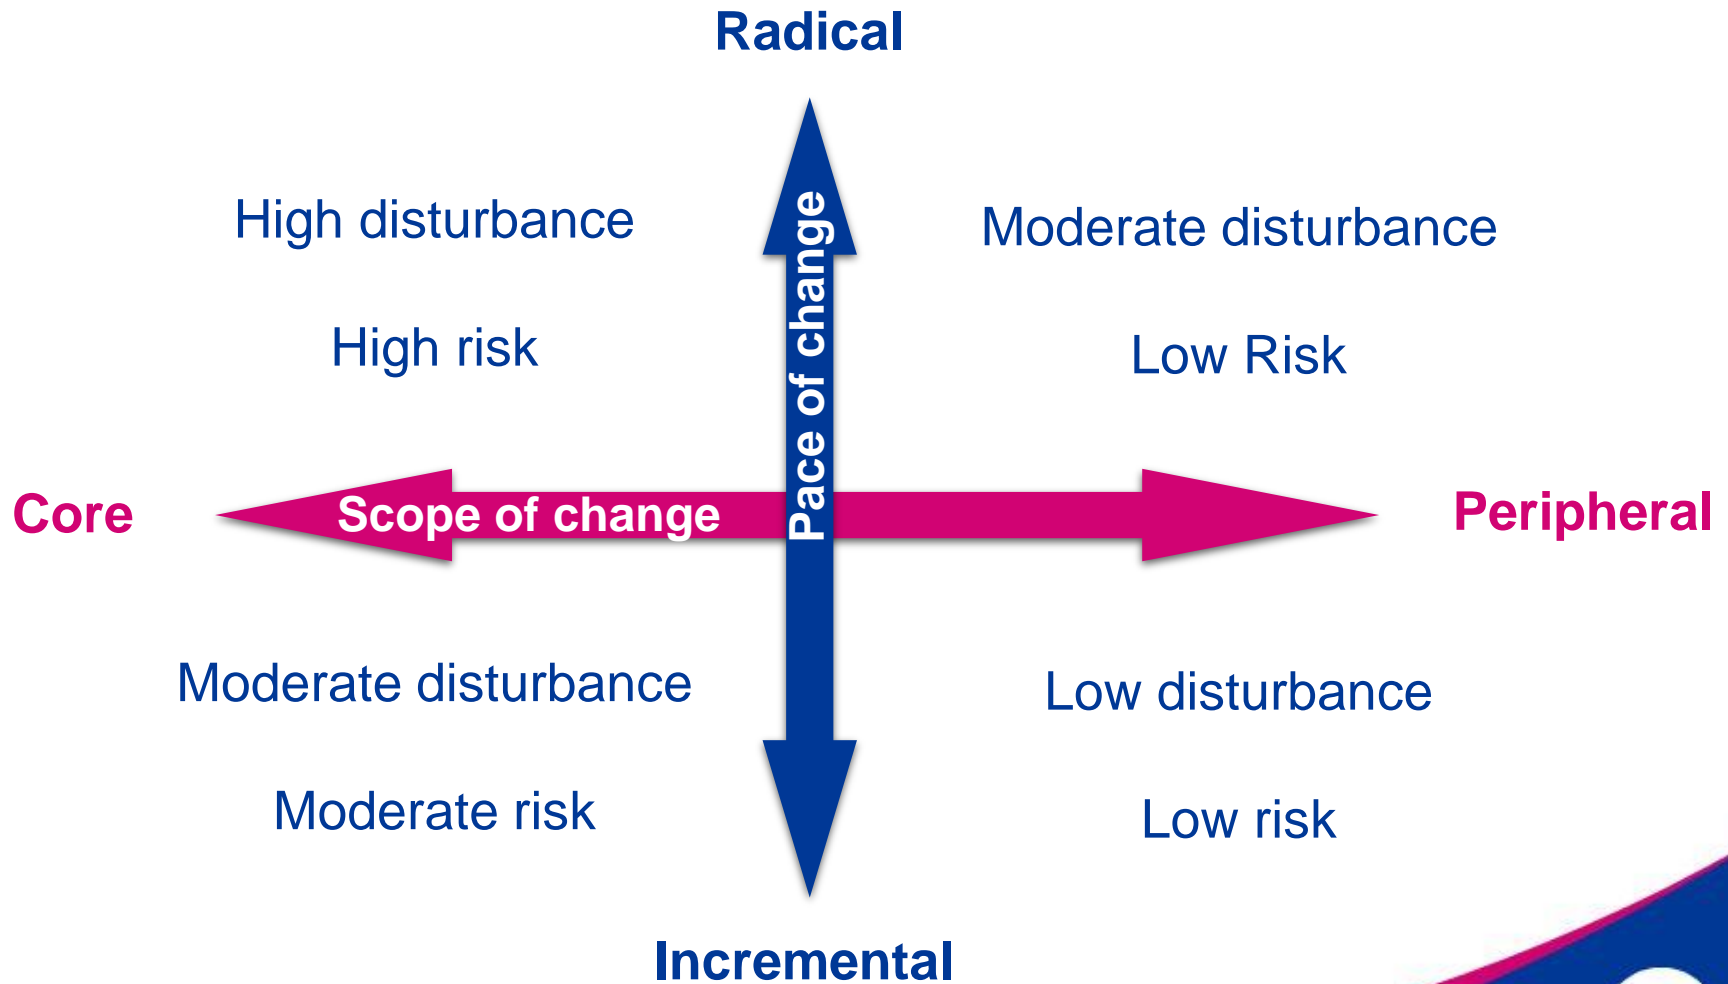 Radical
High disturbance
Moderate disturbance
High risk
Low Risk
Pace of change
Core
Scope of change
Peripheral
Moderate disturbance
Low disturbance
Moderate risk
Low risk
Incremental